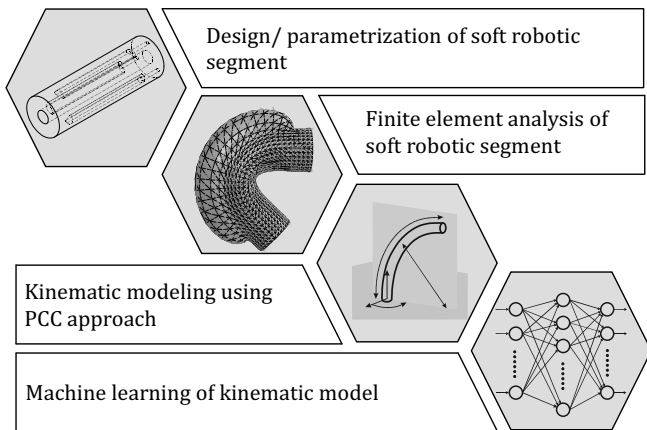 Design/ parametrization of soft robotic
segment
Finite element analysis of
soft robotic segment
Kinematic modeling using
PCC approach
Machine learning of kinematic model